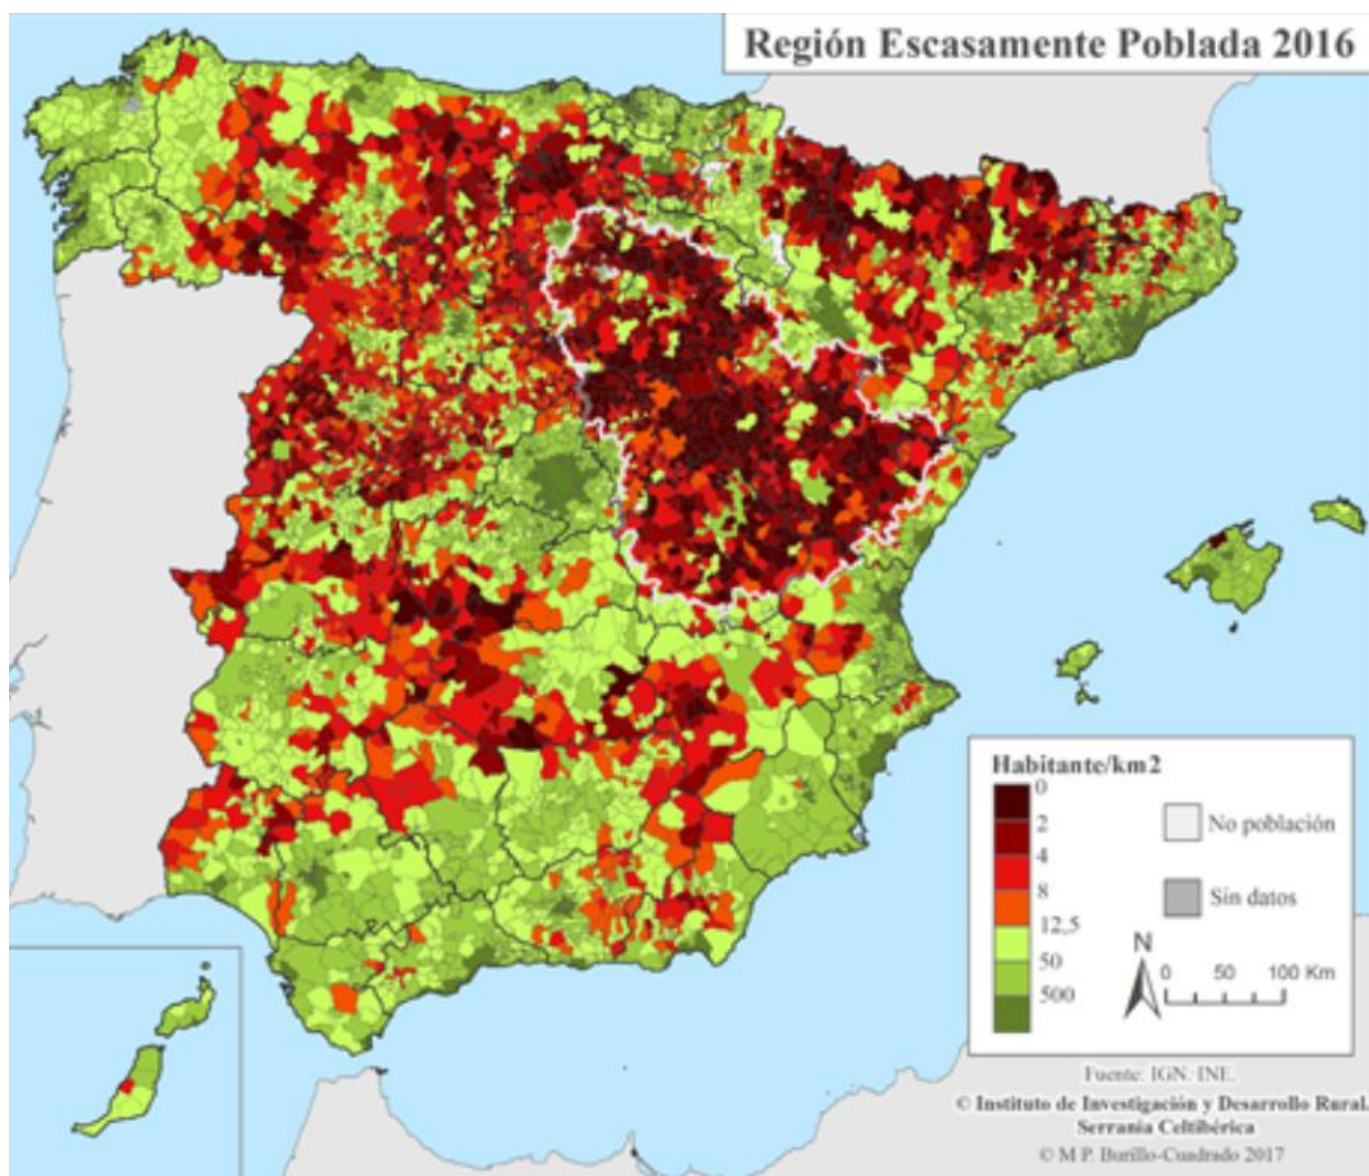 Región Escasamente Poblada 2016
Habitante/km2
0
2
4
8
12,5
50
500
No población
Sin datos
N
0 50 100 Km
Fuente: IGN. INE.
© Instituto de Investigación y Desarrollo Rural.
Serranía Celtibérica
© M P. Burillo-Cuadrado 2017